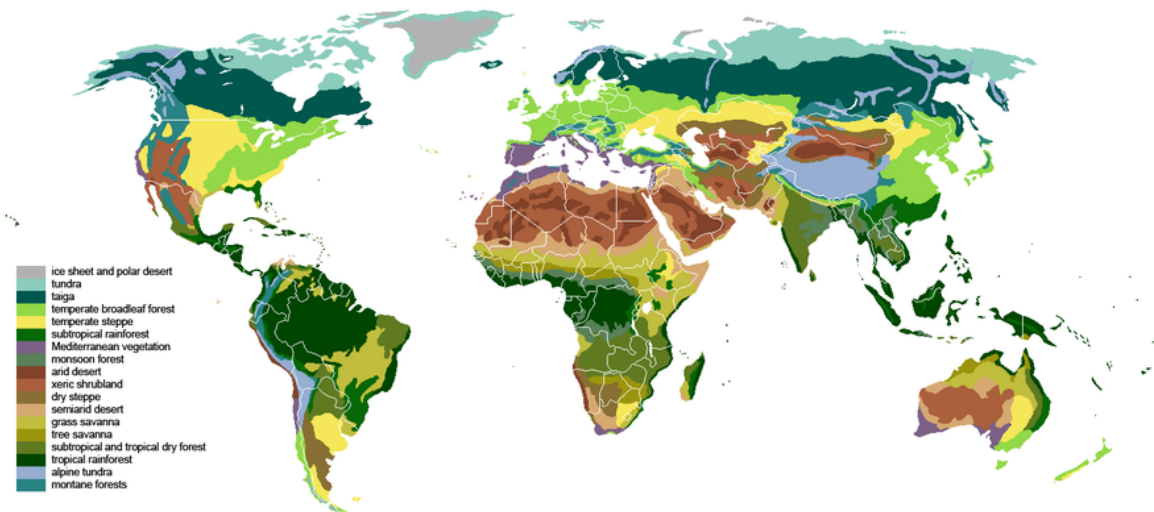 ice sheet and polar desert
tundra
taiga
temperate broadleaf forest
temperate steppe
subtropical rainforest
Mediterranean vegetation
monsoon forest
arid desert
xeric shrubland
dry steppe
semiarid desert
grass savanna
tree savanna
subtropical and tropical dry forest
tropical rainforest
alpine tundra
montane forests